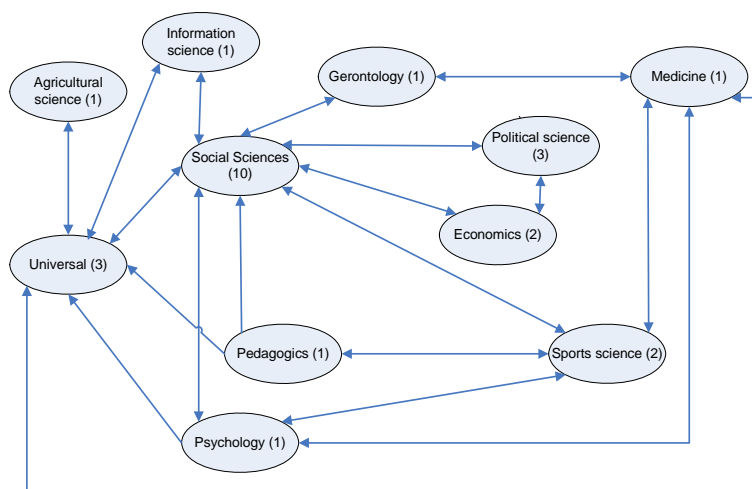 Information
science (1)
Agricultural
science (1)
Gerontology (1)
Medicine (1)
Political science
(3)
Social Sciences
(10)
Economics (2)
Universal (3)
Pedagogics (1)
Sports science (2)
Psychology (1)